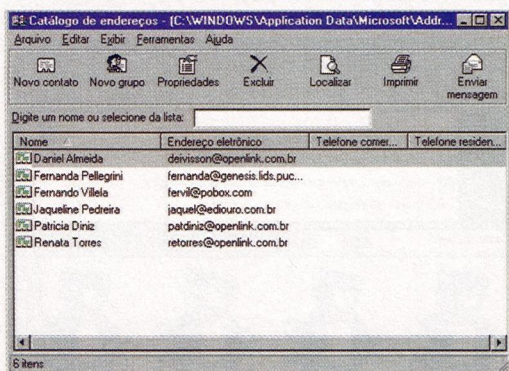 Catálogo de endereços - (C:\WINDOWS\Application Data\Microsoft\Addr...
Arquivo Editar Exibir Ferramentas Ajuda
Novo contato Novo grupo Propriedades Excluir Localizar Imprimir Enviar mensagem
Digite um nome ou selecione da lista:
Nome Endereço eletrônico Telefone comer... Telefone residen...
Daniel Almeida deivisson@openlink.com.br
Fernanda Pellegrini fernanda@genesis.lids.puc...
Fernando Villela fervil@pobox.com
Jaqueline Pedreira jaquel@ediouro.com.br
Patricia Diniz patdiniz@openlink.com.br
Renata Torres retorres@openlink.com.br
6 itens